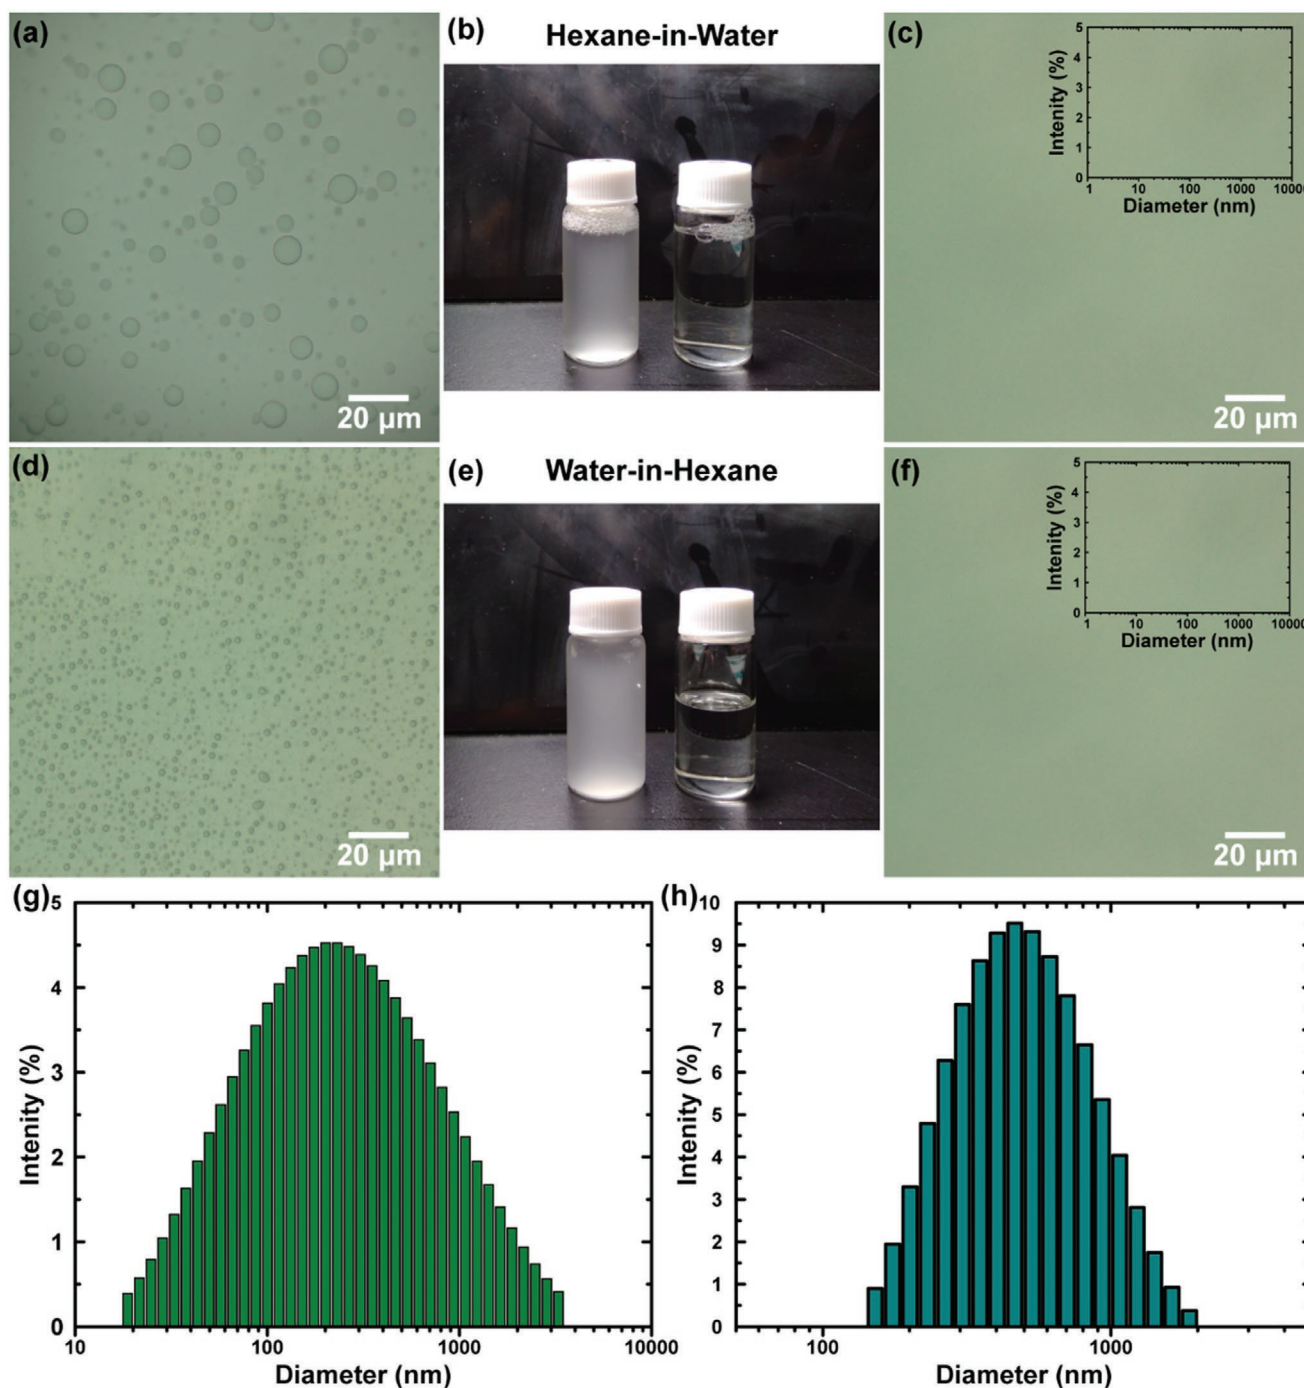 (a)
20 µm
(b)
Hexane-in-Water
(c)
5
4
3
2
1
0
Intenity (%)
1 10 100 1000 10000
Diameter (nm)
20 µm
(d)
20 µm
(e)
Water-in-Hexane
(f)
5
4
3
2
1
0
Intenity (%)
1 10 100 1000 10000
Diameter (nm)
20 µm
(g)
5
4
3
2
1
0
Intenity (%)
10 100 1000 10000
Diameter (nm)
(h)
10
9
8
7
6
5
4
3
2
1
0
Intenity (%)
100 1000
Diameter (nm)